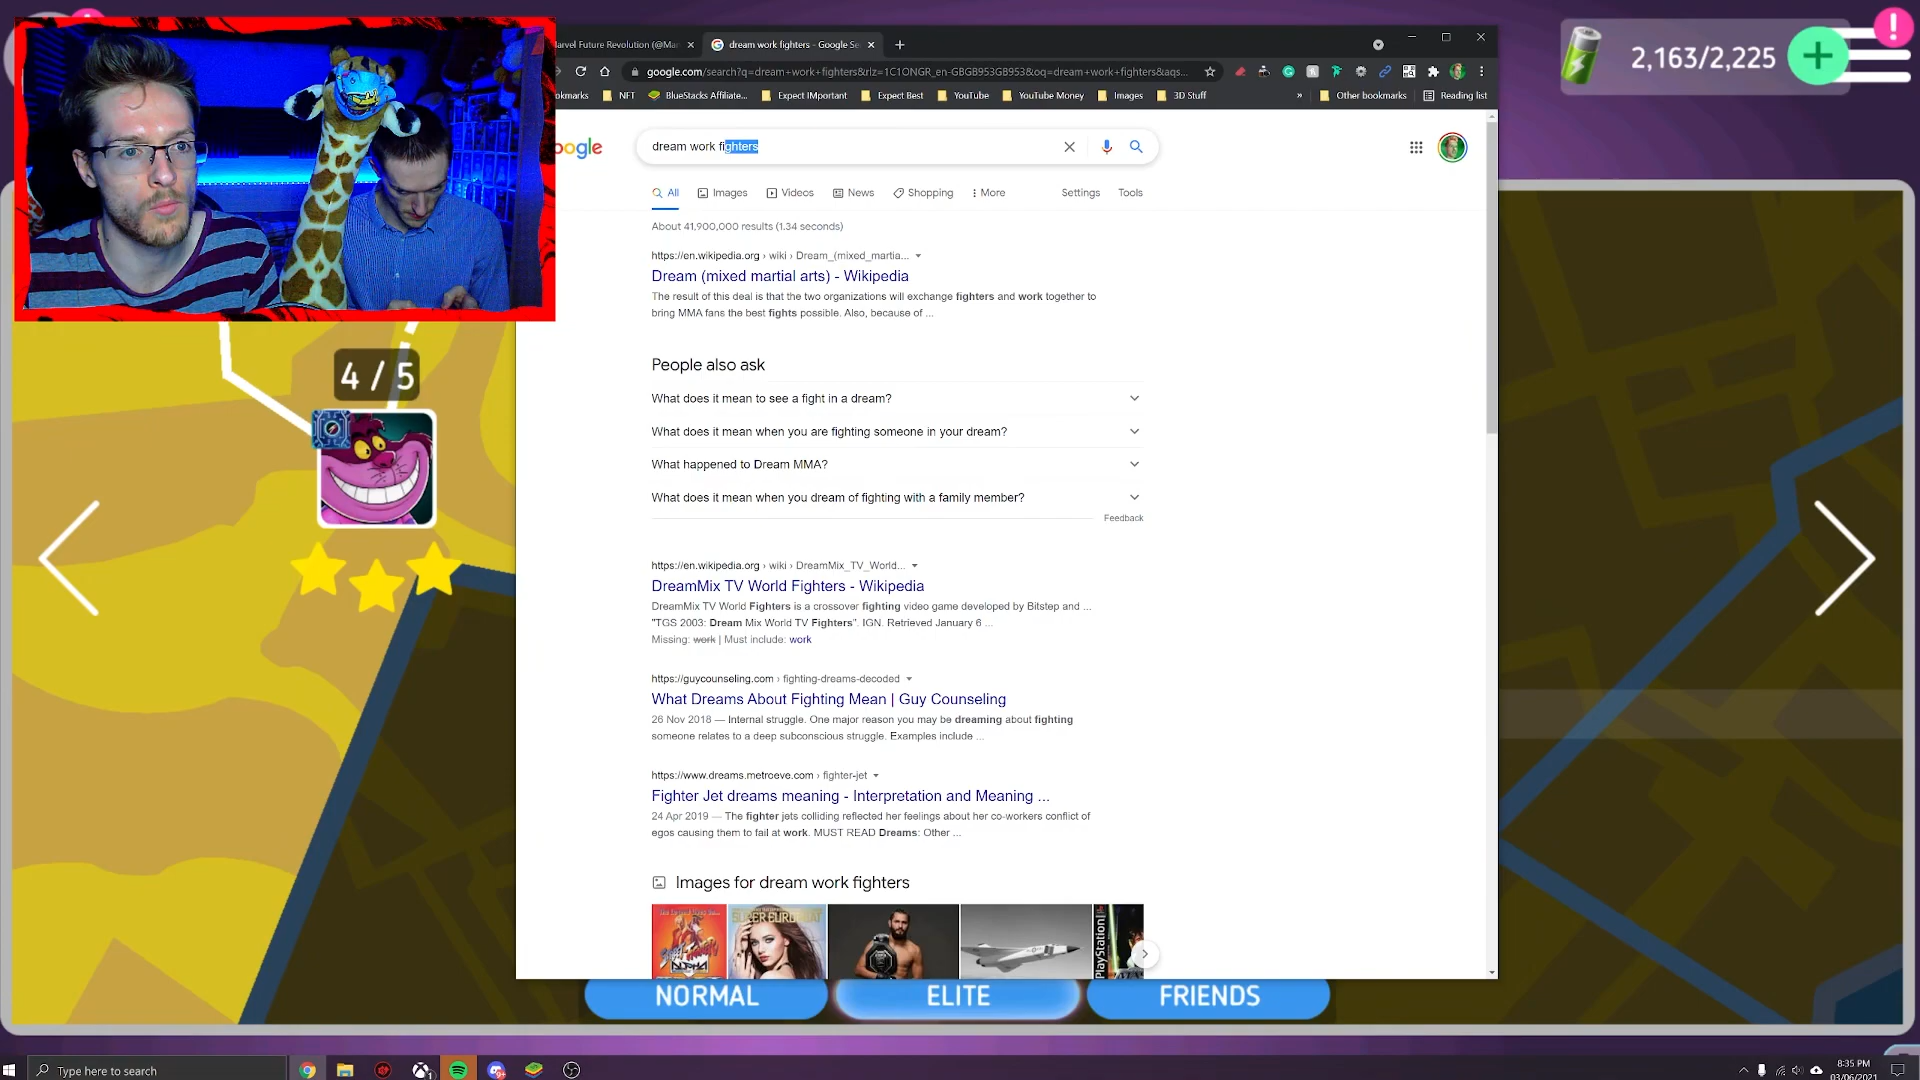 arvel Future Revolution (@Mar
dream work fighters - Google Se
google.com/search?q=dream+work+fighters&rlz=1C1ONGR_en-GBGB953GB953&oq=dream+work+fighters&aqs...
okmarks
NFT
BlueStacks Affiliate...
Expect IMportant
Expect Best
YouTube
YouTube Money
Images
3D Stuff
»
Other bookmarks
Reading list
2,163/2,225
!
oogle
dream work fighters
All
Images
Videos
News
Shopping
More
Settings
Tools
About 41,900,000 results (1.34 seconds)
https://en.wikipedia.org › wiki › Dream_(mixed_martia...
Dream (mixed martial arts) - Wikipedia
The result of this deal is that the two organizations will exchange fighters and work together to
bring MMA fans the best fights possible. Also, because of ...
People also ask
What does it mean to see a fight in a dream?
What does it mean when you are fighting someone in your dream?
What happened to Dream MMA?
What does it mean when you dream of fighting with a family member?
Feedback
https://en.wikipedia.org › wiki › DreamMix_TV_World...
DreamMix TV World Fighters - Wikipedia
DreamMix TV World Fighters is a crossover fighting video game developed by Bitstep and ...
"TGS 2003: Dream Mix World TV Fighters". IGN. Retrieved January 6 ...
Missing: work | Must include: work
https://guycounseling.com › fighting-dreams-decoded
What Dreams About Fighting Mean | Guy Counseling
26 Nov 2018 — Internal struggle. One major reason you may be dreaming about fighting
someone relates to a deep subconscious struggle. Examples include ...
https://www.dreams.metroeve.com › fighter-jet
Fighter Jet dreams meaning - Interpretation and Meaning ...
24 Apr 2019 — The fighter jets colliding reflected her feelings about her co-workers conflict of
egos causing them to fail at work. MUST READ Dreams: Other ...
Images for dream work fighters
PlayStation
4 / 5
NORMAL
ELITE
FRIENDS
Type here to search
8:35 PM
03/06/2021